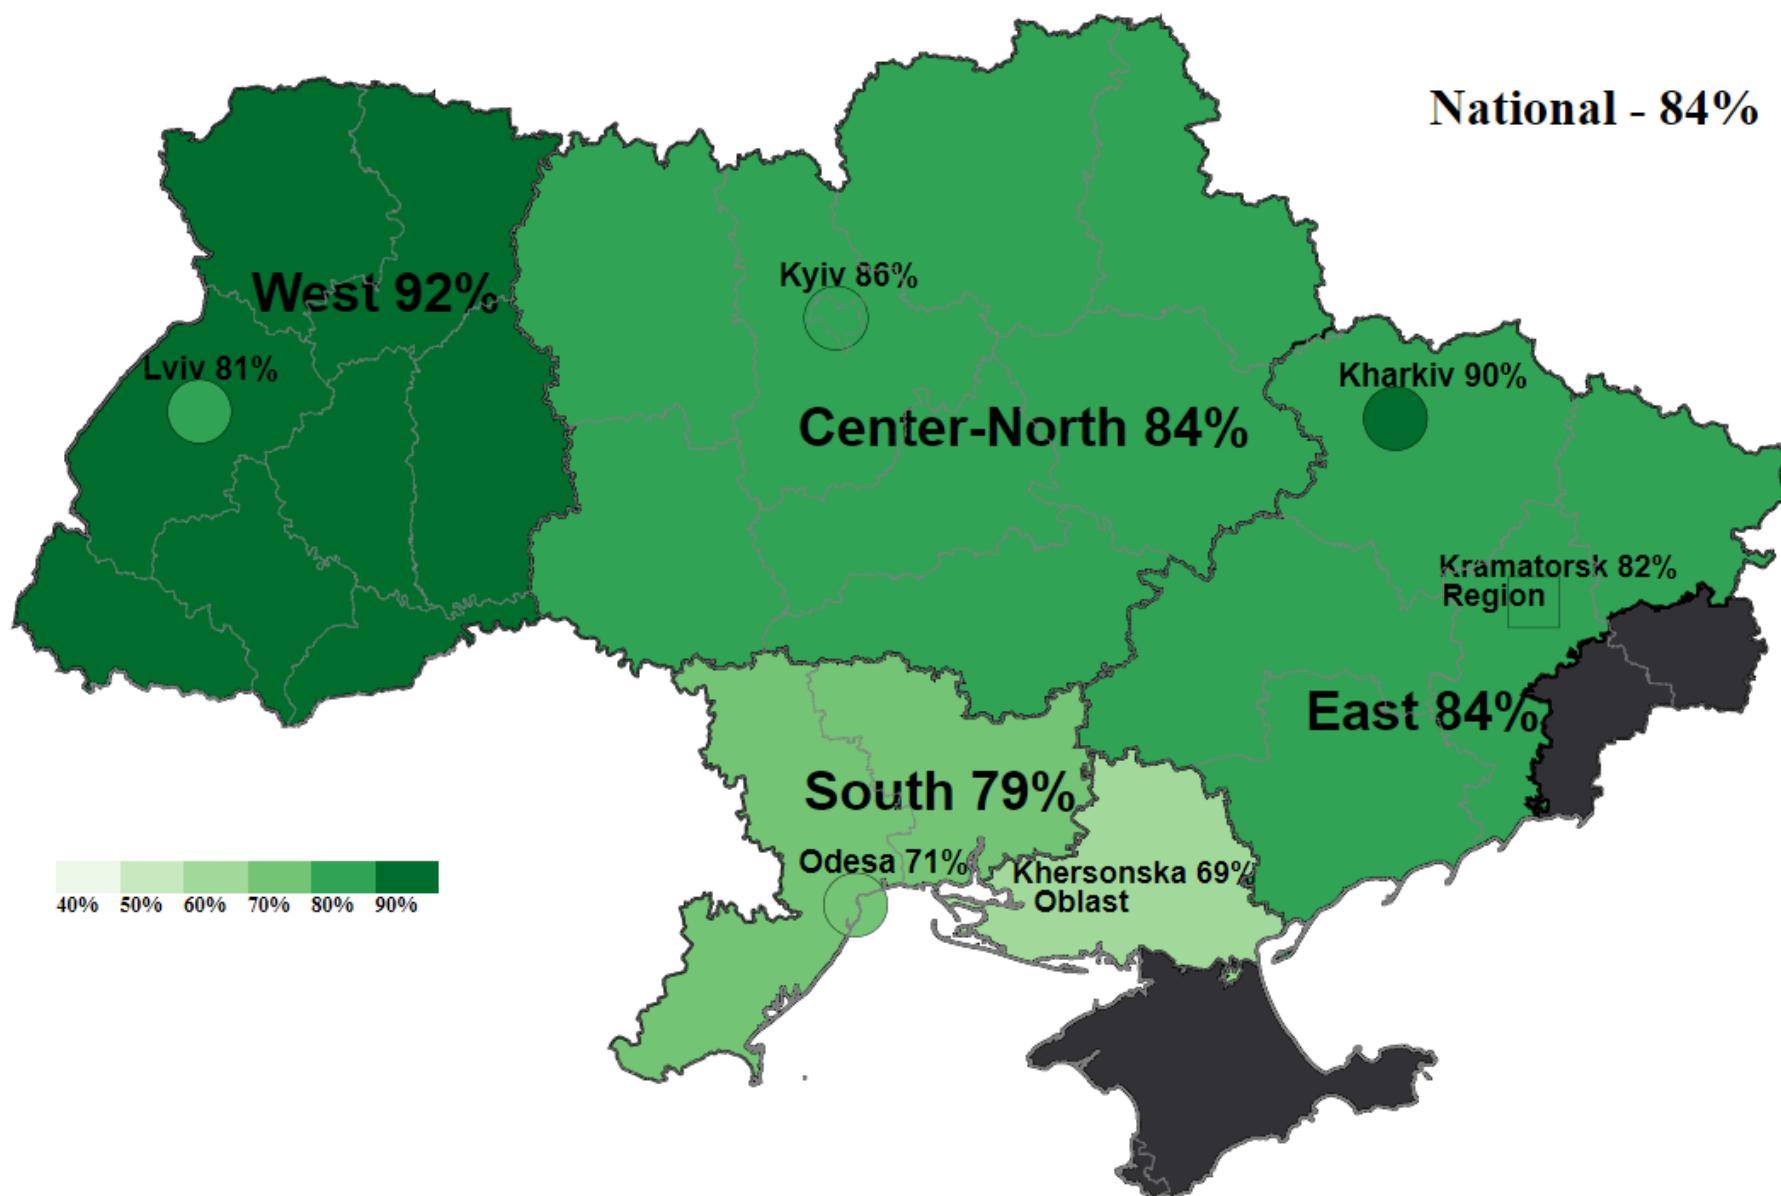 National - 84%
West 92%
Kyiv 86%
Lviv 81%
Kharkiv 90%
Center-North 84%
Kramatorsk 82%
Region
East 84%
South 79%
Odesa 71%
Khersonska 69%
Oblast
40% 50% 60% 70% 80% 90%